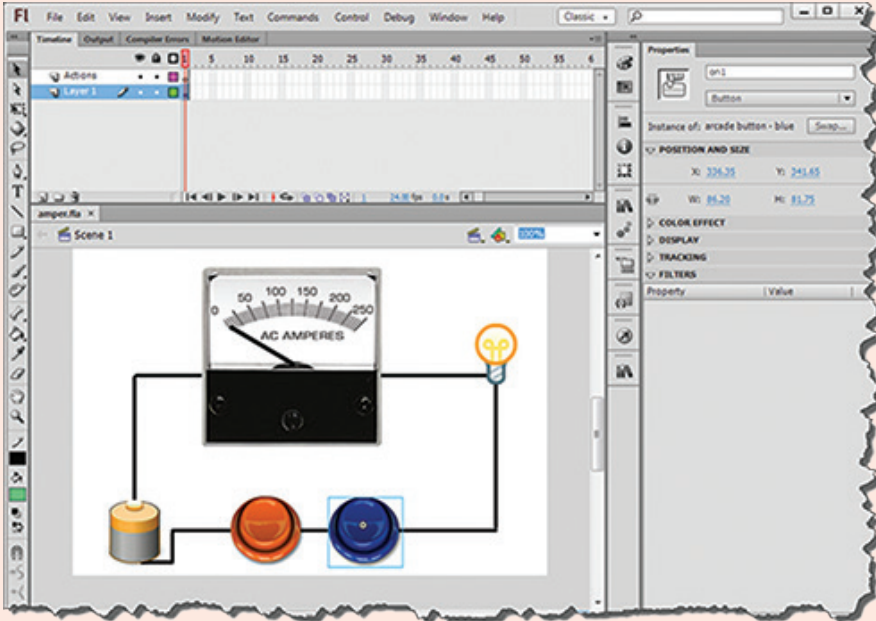 Fl File Edit View Insert Modify Text Commands Control Debug Window Help Classic
Timeline Output Compiler Errors Motion Editor
5 10 15 20 25 30 35 40 45 50 55 6
Actions
Layer 1
1 24.00 fps 0.0 s
amper.fla ×
Scene 1
100%
0 50 100 150 200 250
AC AMPERES
Properties
on1
Button
Instance of: arcade button - blue Swap...
POSITION AND SIZE
X: 336.35 Y: 341.65
W: 86.20 H: 81.75
COLOR EFFECT
DISPLAY
TRACKING
FILTERS
Property Value